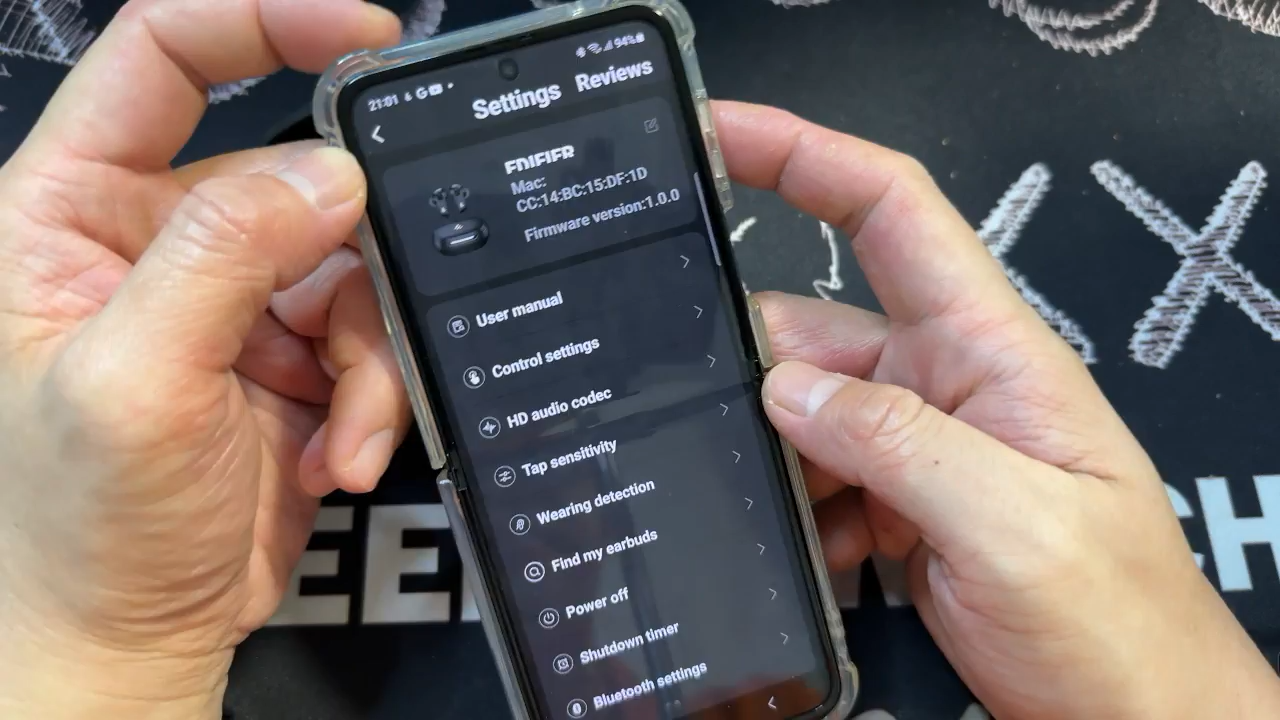 21:01 G
94%
Settings Reviews
EDIFIER
Mac:
CC:14:BC:15:DF:1D
Firmware version:1.0.0
User manual
Control settings
HD audio codec
Tap sensitivity
Wearing detection
Find my earbuds
Power off
Shutdown timer
Bluetooth settings